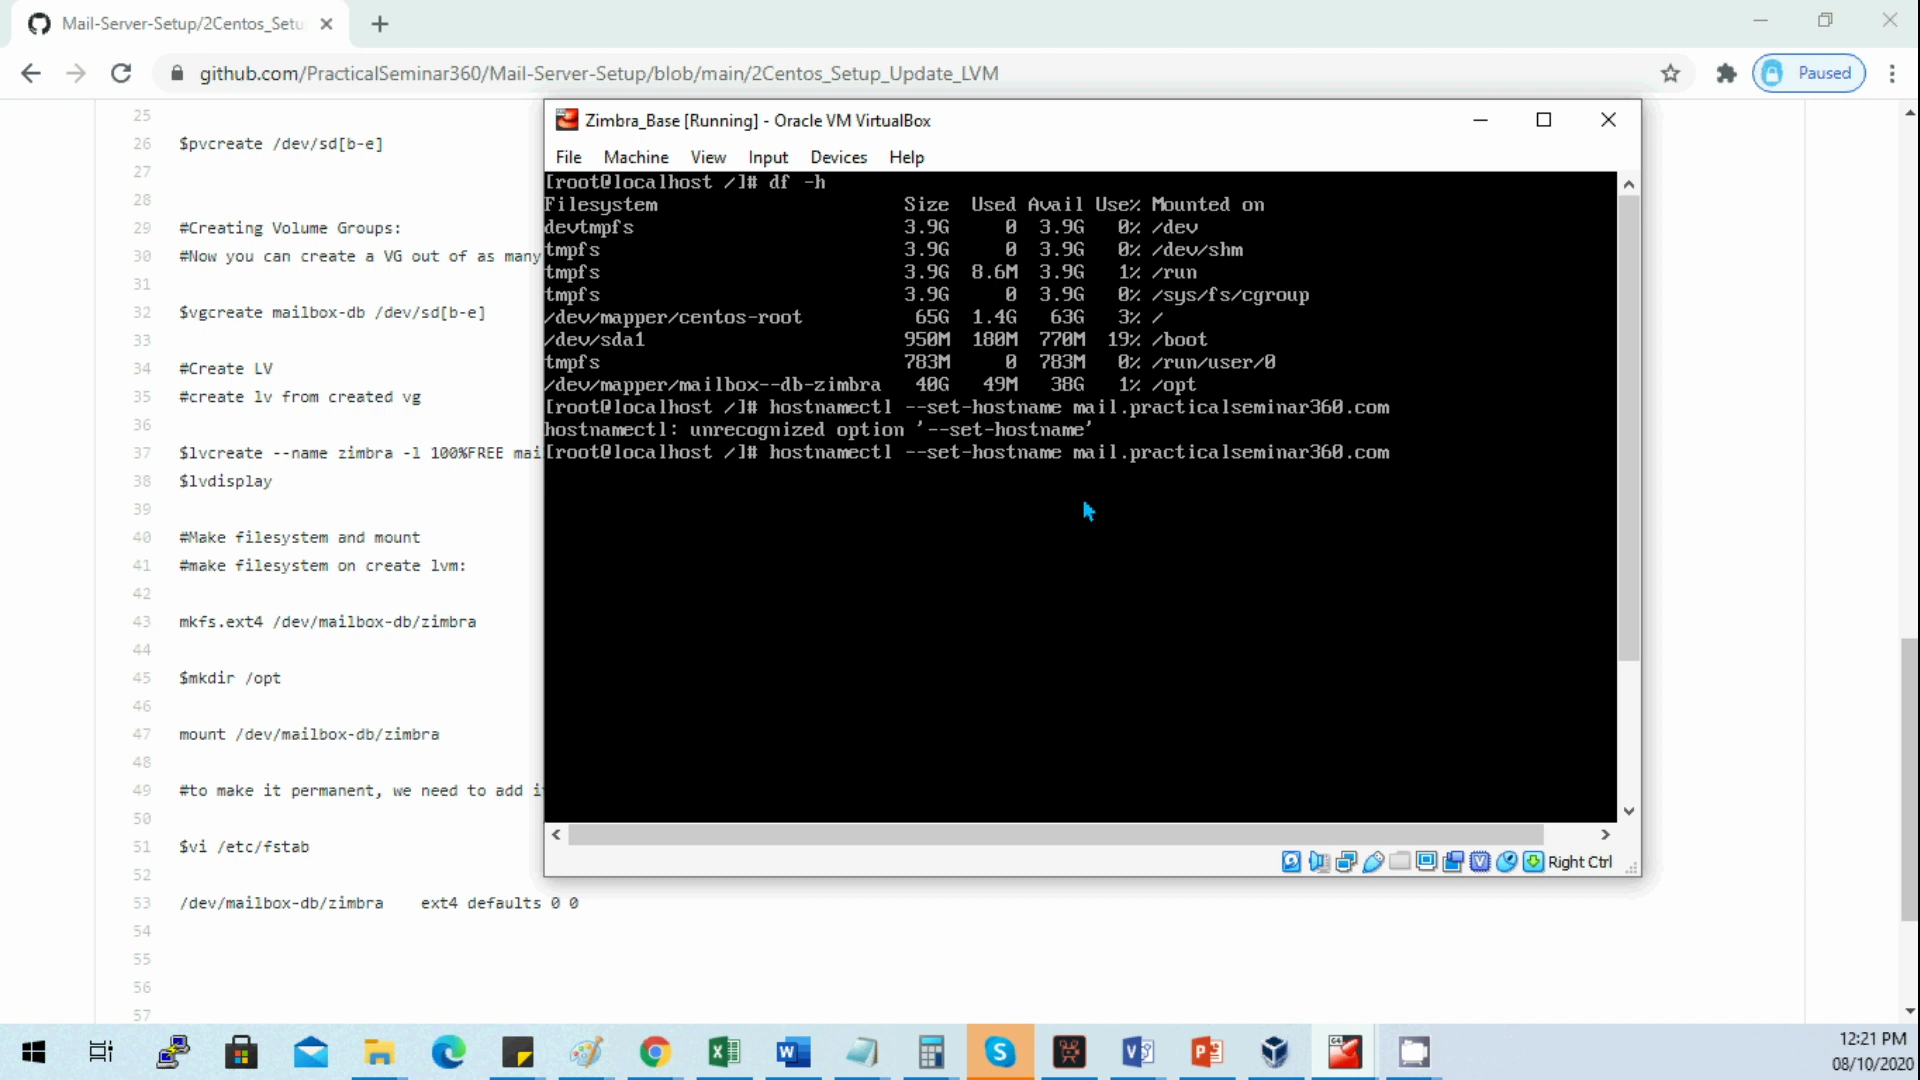 Mail-Server-Setup/2Centos_Setu
github.com/PracticalSeminar360/Mail-Server-Setup/blob/main/2Centos_Setup_Update_LVM
Paused
25
26 $pvcreate /dev/sd[b-e]
27
28
29 #Creating Volume Groups:
30 #Now you can create a VG out of as many
31
32 $vgcreate mailbox-db /dev/sd[b-e]
33
34 #Create LV
35 #create lv from created vg
36
37 $lvcreate --name zimbra -l 100%FREE mai
38 $lvdisplay
39
40 #Make filesystem and mount
41 #make filesystem on create lvm:
42
43 mkfs.ext4 /dev/mailbox-db/zimbra
44
45 $mkdir /opt
46
47 mount /dev/mailbox-db/zimbra
48
49 #to make it permanent, we need to add i
50
51 $vi /etc/fstab
52
53 /dev/mailbox-db/zimbra ext4 defaults 0 0
54
55
56
57
Zimbra_Base [Running] - Oracle VM VirtualBox
File Machine View Input Devices Help
[root@localhost /]# df -h
Filesystem Size Used Avail Use% Mounted on
devtmpfs 3.9G 0 3.9G 0% /dev
tmpfs 3.9G 0 3.9G 0% /dev/shm
tmpfs 3.9G 8.6M 3.9G 1% /run
tmpfs 3.9G 0 3.9G 0% /sys/fs/cgroup
/dev/mapper/centos-root 65G 1.4G 63G 3% /
/dev/sda1 950M 180M 770M 19% /boot
tmpfs 783M 0 783M 0% /run/user/0
/dev/mapper/mailbox--db-zimbra 40G 49M 38G 1% /opt
[root@localhost /]# hostnamectl --set-hostname mail.practicalseminar360.com
hostnamectl: unrecognized option '--set-hostname'
[root@localhost /]# hostnamectl --set-hostname mail.practicalseminar360.com
Right Ctrl
12:21 PM
08/10/2020